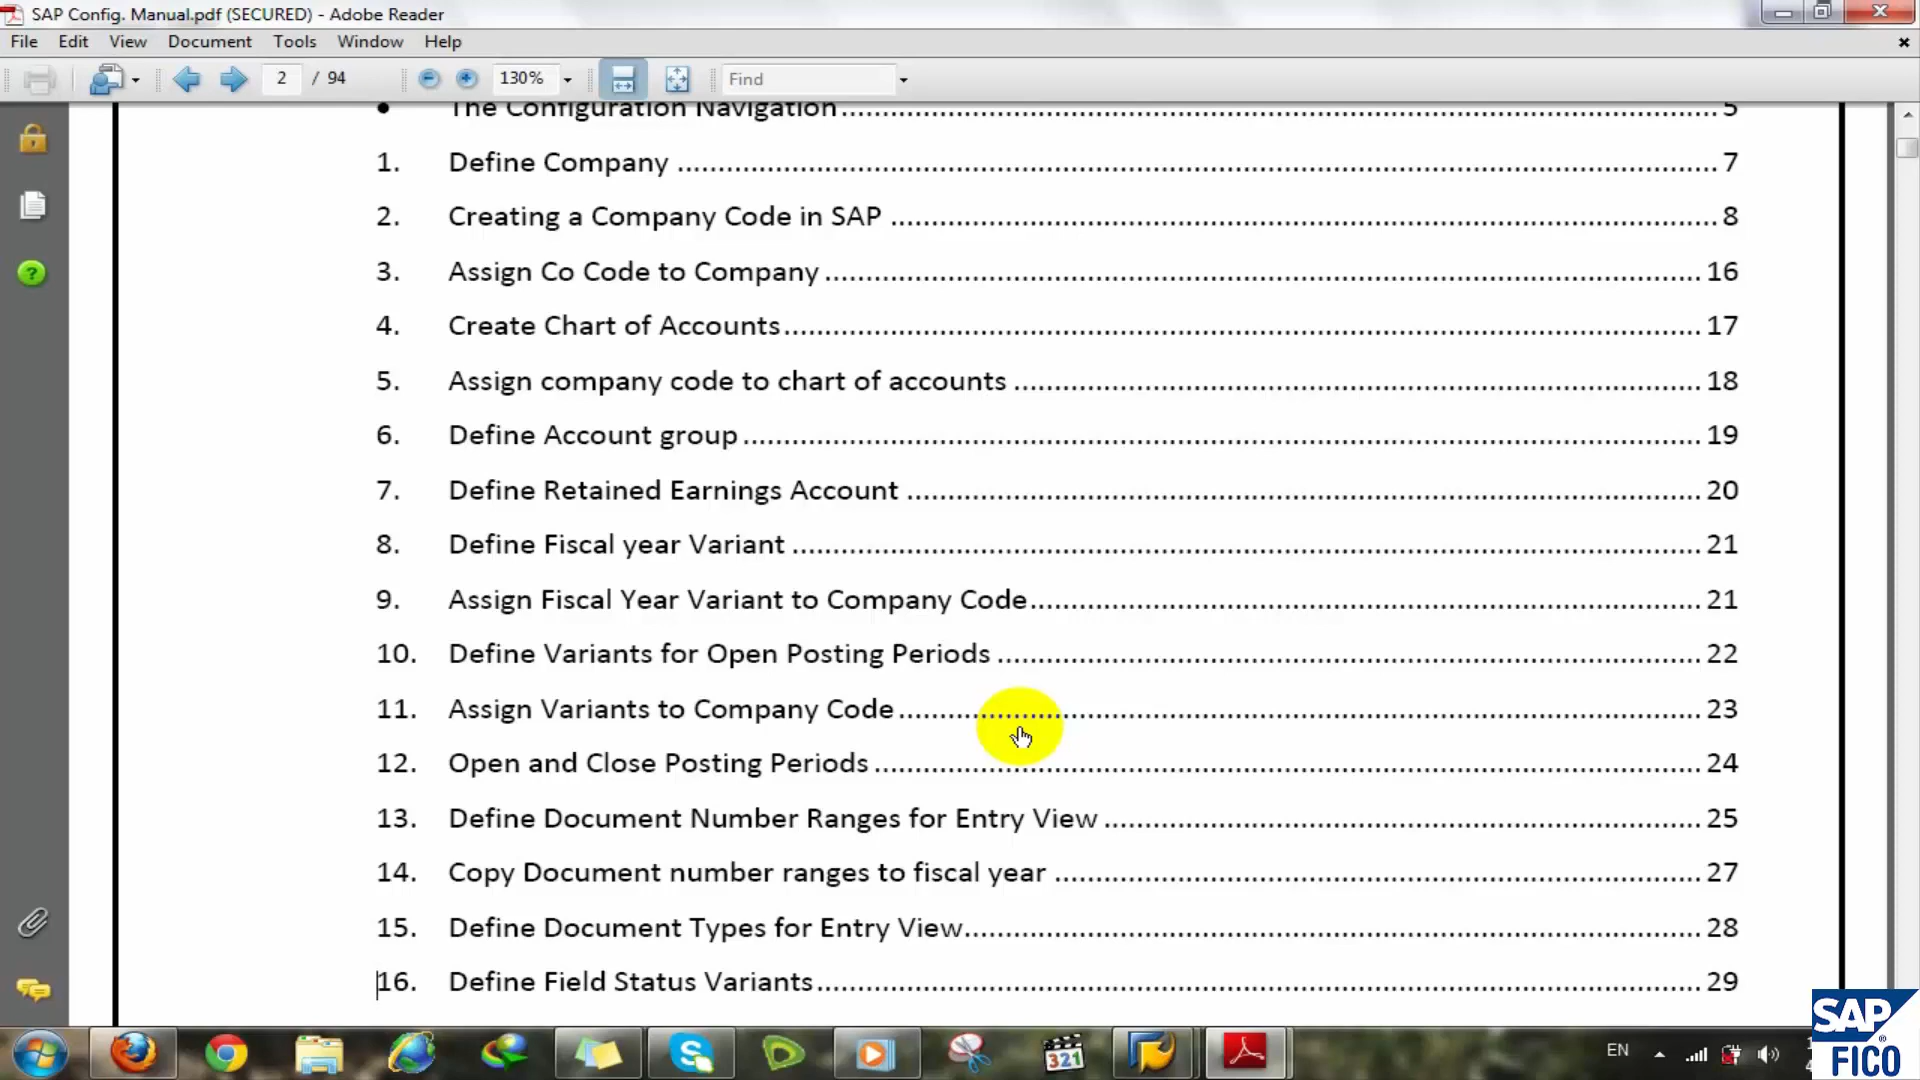 SAP Config. Manual.pdf (SECURED) - Adobe Reader
File Edit View Document Tools Window Help
2 / 94 130% Find
• The Configuration Navigation 5
1. Define Company 7
2. Creating a Company Code in SAP 8
3. Assign Co Code to Company 16
4. Create Chart of Accounts 17
5. Assign company code to chart of accounts 18
6. Define Account group 19
7. Define Retained Earnings Account 20
8. Define Fiscal year Variant 21
9. Assign Fiscal Year Variant to Company Code 21
10. Define Variants for Open Posting Periods 22
11. Assign Variants to Company Code 23
12. Open and Close Posting Periods 24
13. Define Document Number Ranges for Entry View 25
14. Copy Document number ranges to fiscal year 27
15. Define Document Types for Entry View 28
16. Define Field Status Variants 29
321
EN
SAP®
FICO